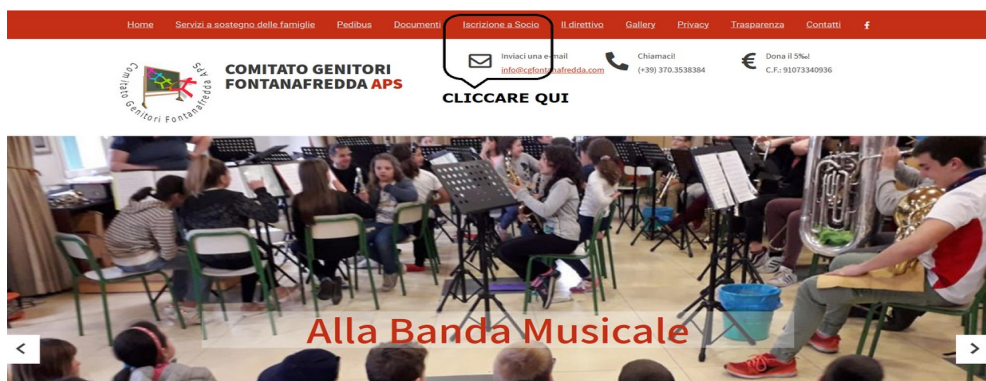 Home Servizi a sostegno delle famiglie Pedibus Documenti Iscrizione a Socio Il direttivo Gallery Privacy Trasparenza Contatti f
Comitato Genitori Fontanafredda APS
COMITATO GENITORI
FONTANAFREDDA APS
Inviaci una e-mail
info@cgfontanafredda.com
Chiamaci!
(+39) 370.3538384
€
Dona il 5‰!
C.F.: 91073340936
CLICCARE QUI
Alla Banda Musicale
< >